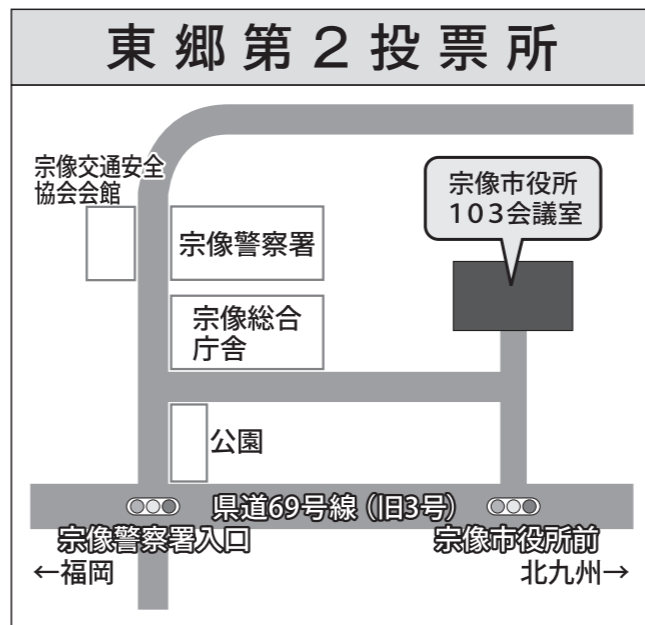 東郷第２投票所
宗像交通安全
協会会館
宗像市役所
１０３会議室
宗像警察署
宗像総合
庁舎
公園
県道69号線（旧3号）
宗像警察署入口
宗像市役所前
←福岡
北九州→